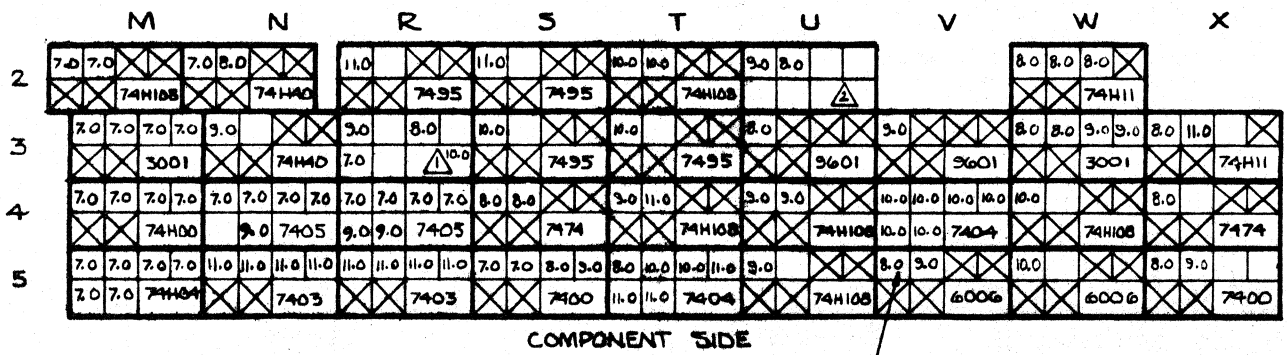 M N R S T U V W X
2 7.0 7.0 7.0 8.0 11.0 11.0 10.0 10.0 9.0 8.0 8.0 8.0 8.0
74H108 74H40 7495 7495 74H108 2 74H11
3 7.0 7.0 7.0 7.0 9.0 9.0 8.0 10.0 10.0 8.0 9.0 8.0 8.0 9.0 9.0 8.0 11.0
3001 74H40 7.0 1 10.0 7495 7495 9601 9601 3001 74H11
4 7.0 7.0 7.0 7.0 7.0 7.0 7.0 7.0 7.0 7.0 7.0 7.0 8.0 8.0 9.0 11.0 9.0 9.0 10.0 10.0 10.0 10.0 10.0 8.0
74H00 9.0 7405 9.0 9.0 7405 7474 74H108 74H108 10.0 10.0 7404 74H108 7474
5 7.0 7.0 7.0 7.0 11.0 11.0 11.0 11.0 11.0 11.0 11.0 11.0 7.0 7.0 8.0 9.0 8.0 10.0 10.0 11.0 9.0 8.0 9.0 10.0 8.0 9.0
7.0 7.0 74H04 7403 7403 7400 11.0 11.0 7404 74H108 6006 6006 7400
COMPONENT SIDE